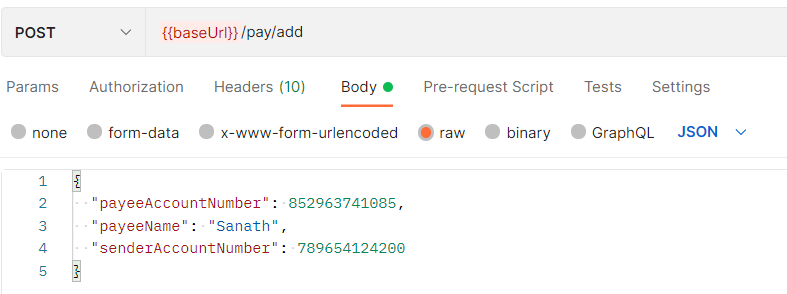 POST {{baseUrl}}/pay/add
Params Authorization Headers (10) Body Pre-request Script Tests Settings
none form-data x-www-form-urlencoded raw binary GraphQL JSON
1 {
2 "payeeAccountNumber": 852963741085,
3 "payeeName": "Sanath",
4 "senderAccountNumber": 789654124200
5 }